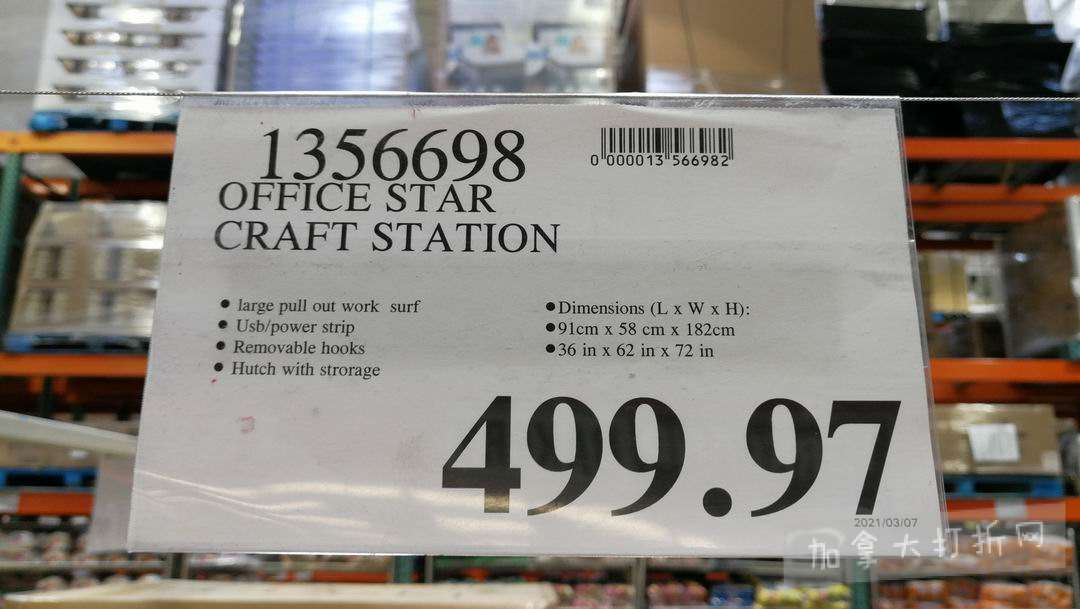 1356698
0 000013 566982
OFFICE STAR
CRAFT STATION
● large pull out work surf
● Usb/power strip
● Removable hooks
● Hutch with strorage
● Dimensions (L x W x H):
● 91cm x 58 cm x 182cm
● 36 in x 62 in x 72 in
499.97
2021/03/07
加拿大打折网